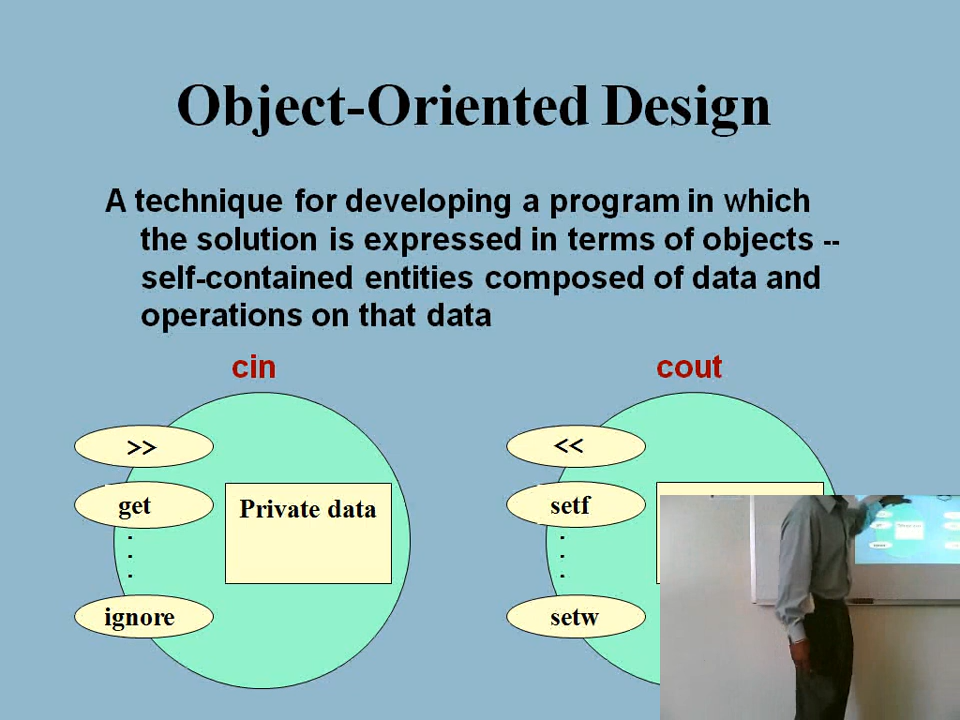 Object-Oriented Design
A technique for developing a program in which
the solution is expressed in terms of objects --
self-contained entities composed of data and
operations on that data
cin
cout
>>
get
.
.
.
ignore
Private data
<<
setf
.
.
.
setw